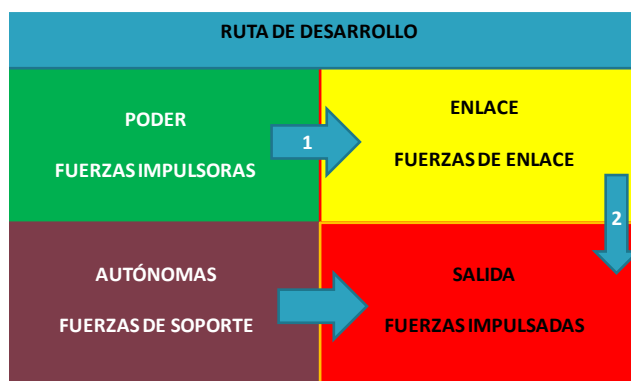 RUTA DE DESARROLLO
PODER
FUERZAS IMPULSORAS
1
ENLACE
FUERZAS DE ENLACE
2
AUTÓNOMAS
FUERZAS DE SOPORTE
SALIDA
FUERZAS IMPULSADAS